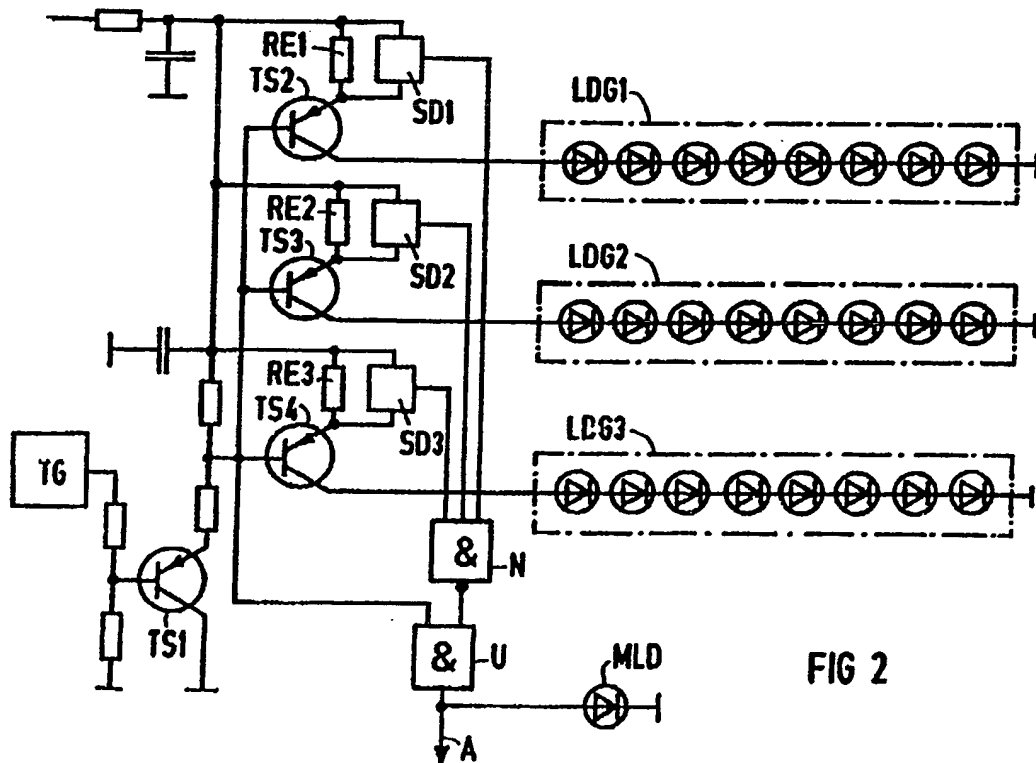 RE1
TS2
SD1
LDG1
RE2
TS3
SD2
LDG2
RE3
TS4
SD3
LDG3
TG
&
N
TS1
&
U
MLD
FIG 2
A